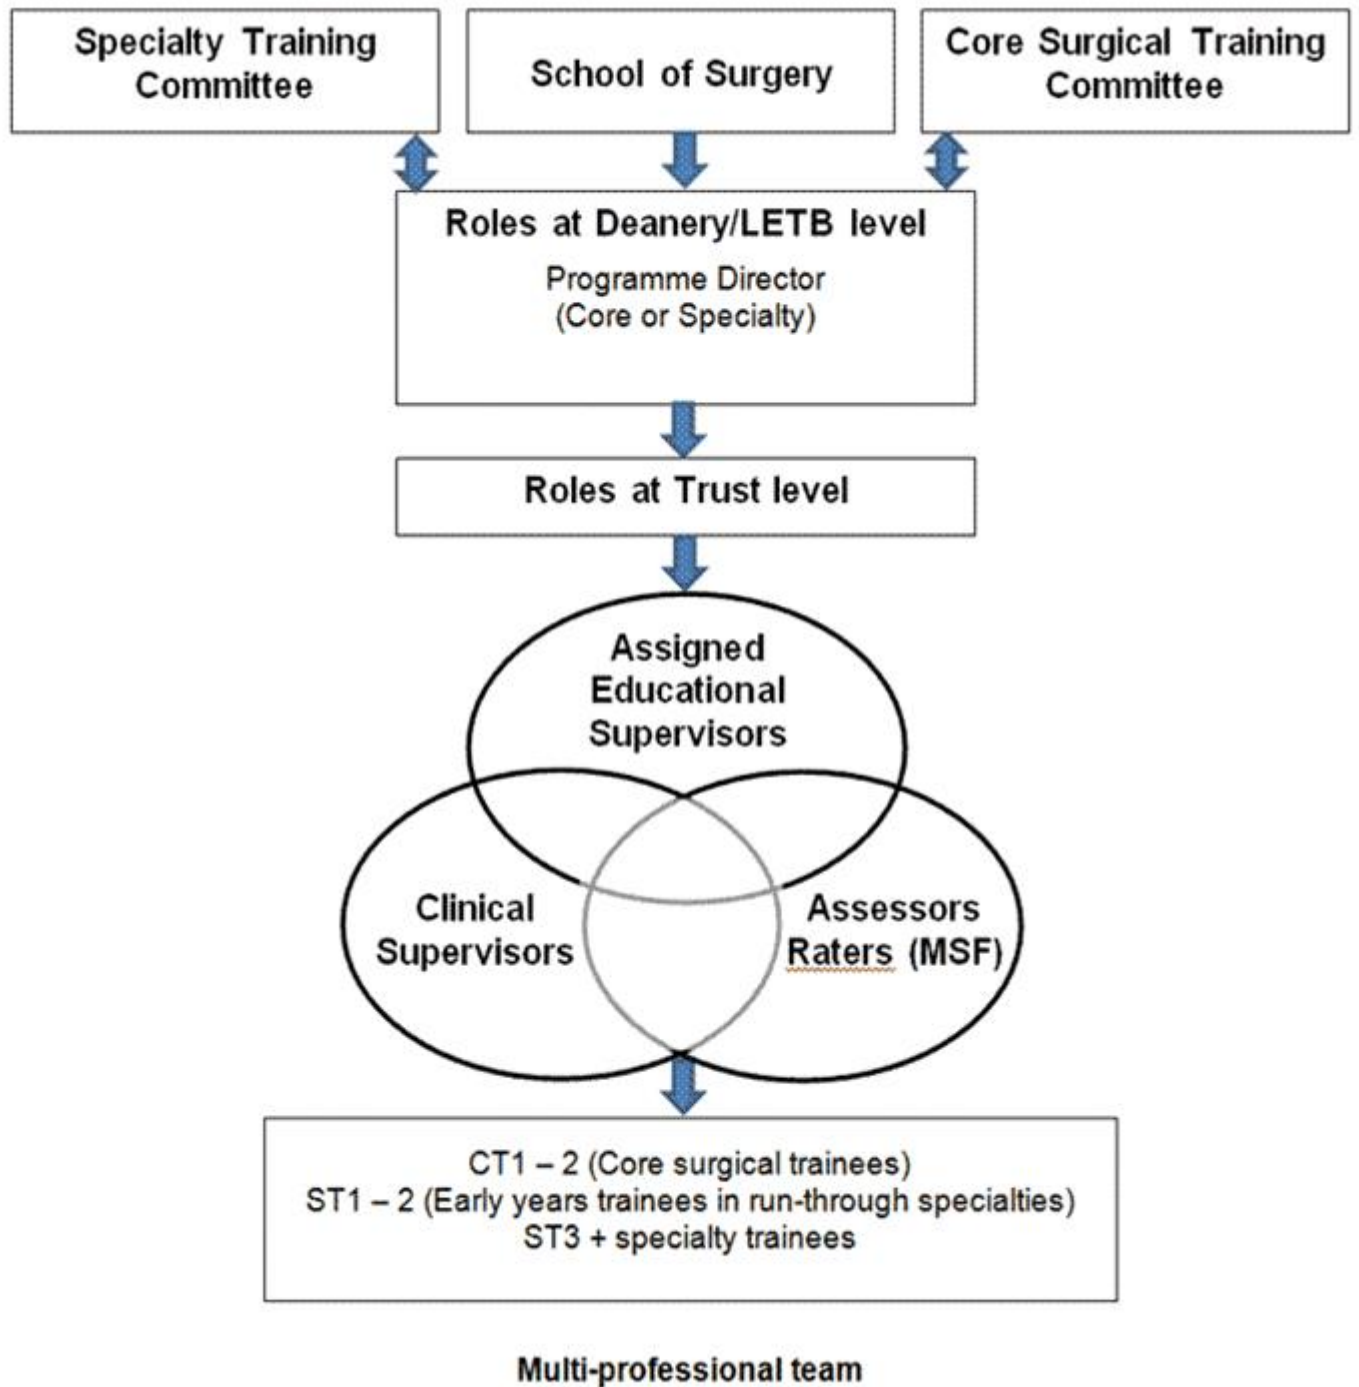 Specialty Training
Committee
School of Surgery
Core Surgical Training
Committee
Roles at Deanery/LETB level
Programme Director
(Core or Specialty)
Roles at Trust level
Assigned
Educational
Supervisors
Clinical
Supervisors
Assessors
Raters (MSF)
CT1 – 2 (Core surgical trainees)
ST1 – 2 (Early years trainees in run-through specialties)
ST3 + specialty trainees
Multi-professional team